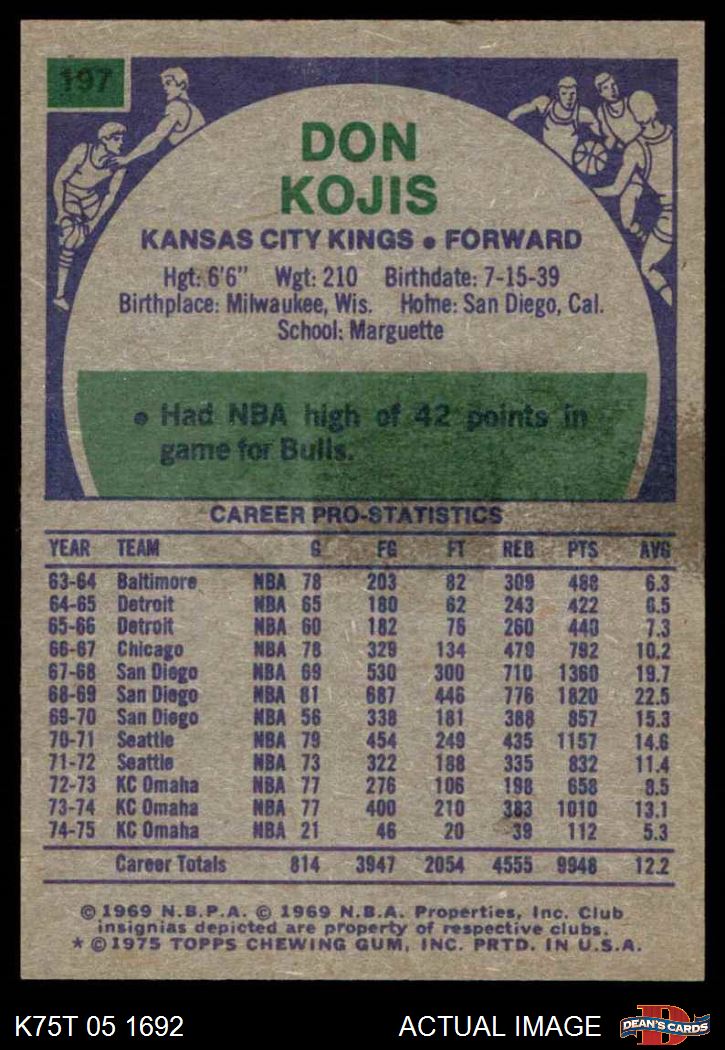 197
DON
KOJIS
KANSAS CITY KINGS • FORWARD
Hgt: 6'6" Wgt: 210 Birthdate: 7-15-39
Birthplace: Milwaukee, Wis. Home: San Diego, Cal.
School: Marguette
• Had NBA high of 42 points in
game for Bulls.
CAREER PRO-STATISTICS
YEAR TEAM G FG FT REB PTS AVG
63-64 Baltimore NBA 78 203 82 309 488 6.3
64-65 Detroit NBA 65 180 62 243 422 6.5
65-66 Detroit NBA 60 182 76 260 440 7.3
66-67 Chicago NBA 78 329 134 479 792 10.2
67-68 San Diego NBA 69 530 300 710 1360 19.7
68-69 San Diego NBA 81 687 446 776 1820 22.5
69-70 San Diego NBA 56 338 181 388 857 15.3
70-71 Seattle NBA 79 454 249 435 1157 14.6
71-72 Seattle NBA 73 322 188 335 832 11.4
72-73 KC Omaha NBA 77 276 106 198 658 8.5
73-74 KC Omaha NBA 77 400 210 383 1010 13.1
74-75 KC Omaha NBA 21 46 20 39 112 5.3
Career Totals 814 3947 2054 4555 9948 12.2
© 1969 N.B.P.A. © 1969 N.B.A. Properties, Inc. Club
insignias depicted are property of respective clubs.
* © 1975 TOPPS CHEWING GUM, INC. PRTD. IN U.S.A.
K75T 05 1692 ACTUAL IMAGE
D
DEAN'S CARDS